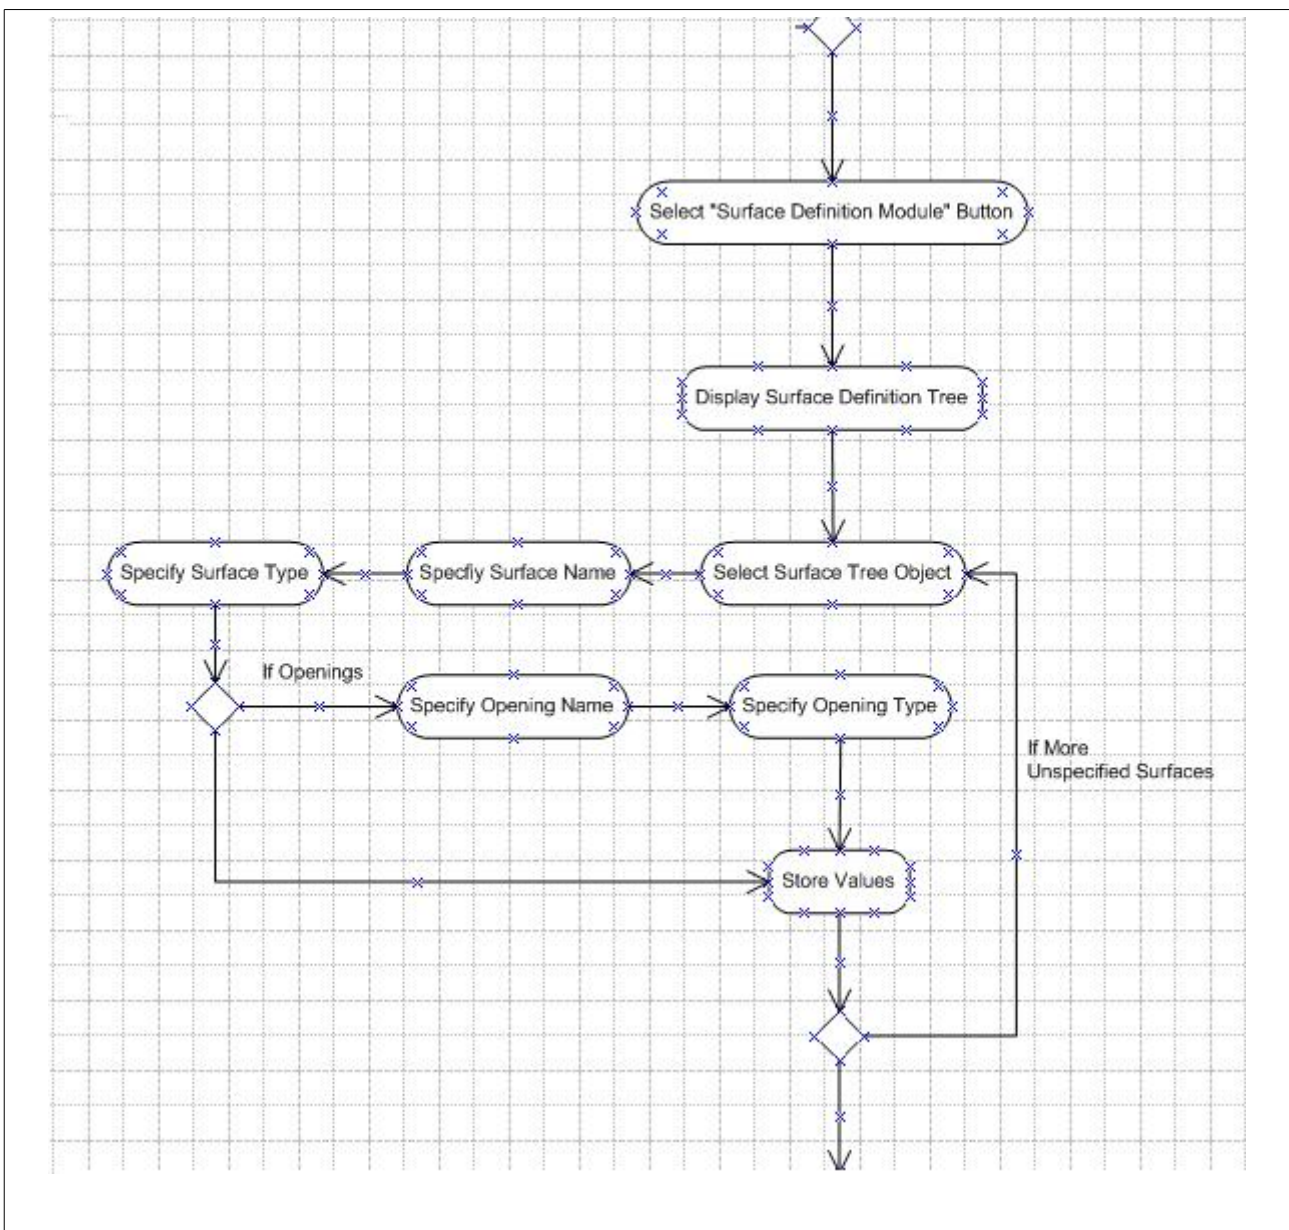 Select "Surface Definition Module" Button
Display Surface Definition Tree
Select Surface Tree Object
Specfiy Surface Name
Specify Surface Type
If Openings
Specify Opening Name
Specify Opening Type
If More
Unspecified Surfaces
Store Values